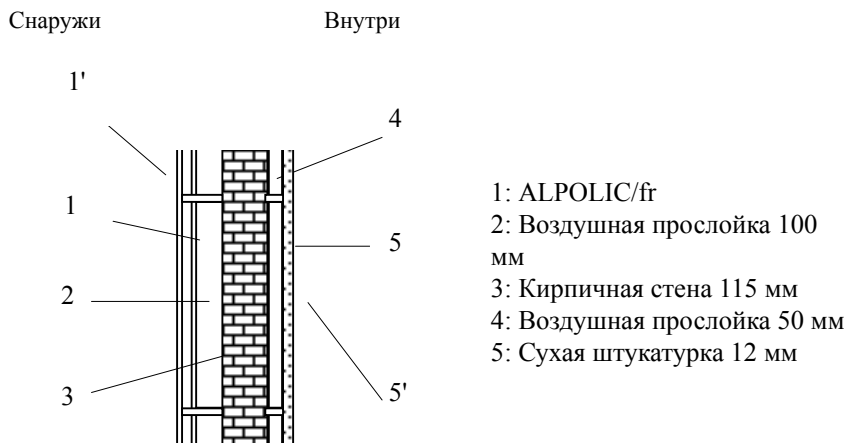 Снаружи
Внутри
1'
4
1
5
2
3
5'
1: ALPOLIC/fr
2: Воздушная прослойка 100
мм
3: Кирпичная стена 115 мм
4: Воздушная прослойка 50 мм
5: Сухая штукатурка 12 мм